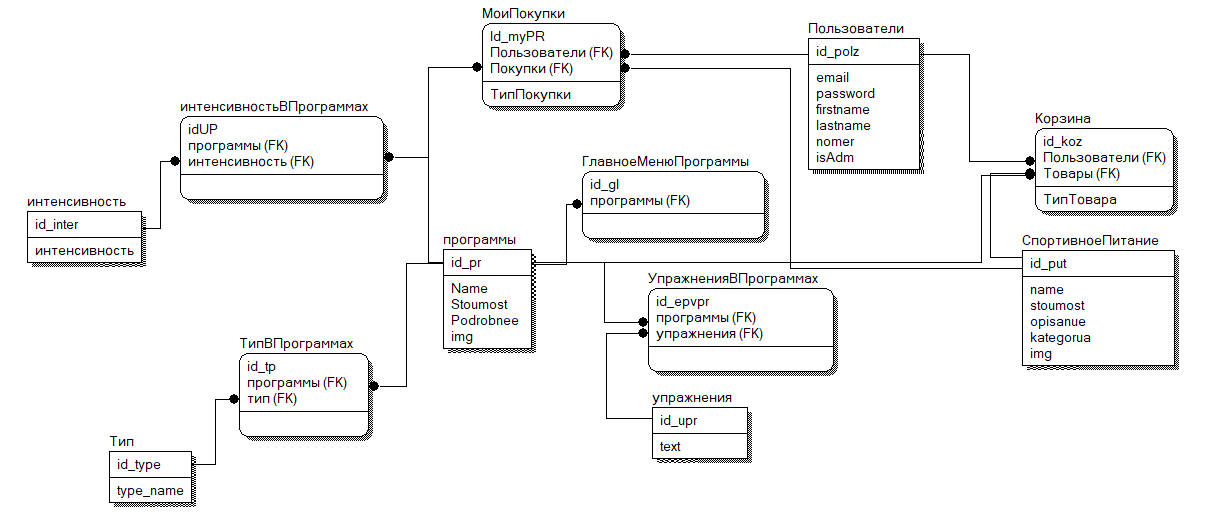 МоиПокупки
Id_myPR
Пользователи (FK)
Покупки (FK)
ТипПокупки
Пользователи
id_polz
email
password
firstname
lastname
nomer
isAdm
интенсивностьВПрограммах
idUP
программы (FK)
интенсивность (FK)
Корзина
id_koz
Пользователи (FK)
Товары (FK)
ТипТовара
ГлавноеМенюПрограммы
id_gl
программы (FK)
интенсивность
id_inter
интенсивность
программы
id_pr
Name
Stoumost
Podrobnee
img
СпортивноеПитание
id_put
name
stoumost
opisanue
kategorua
img
УпражненияВПрограммах
id_epvpr
программы (FK)
упражнения (FK)
ТипВПрограммах
id_tp
программы (FK)
тип (FK)
упражнения
id_upr
text
Тип
id_type
type_name